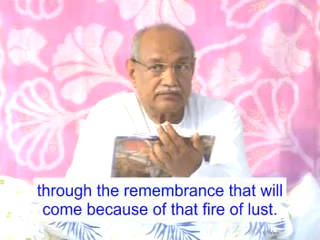 through the remembrance that will
come because of that fire of lust.